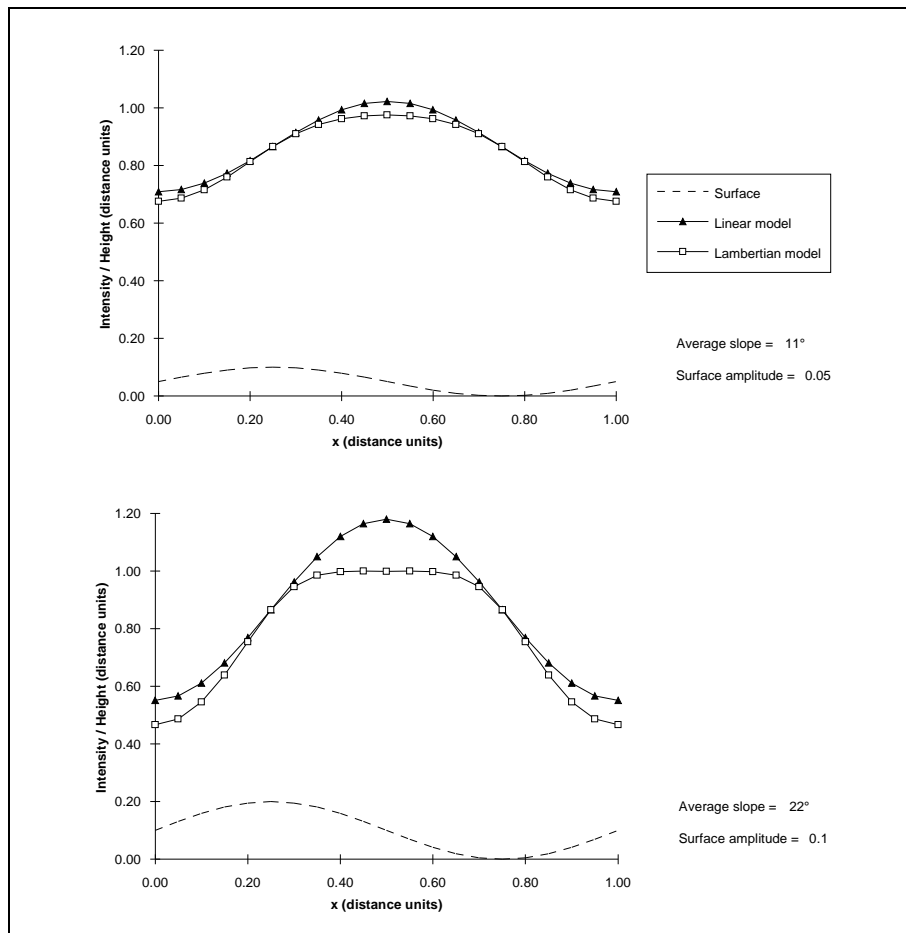 1.20
1.00
0.80
0.60
0.40
0.20
0.00
Intensity / Height (distance units)
0.00 0.20 0.40 0.60 0.80 1.00
x (distance units)
Surface
Linear model
Lambertian model
Average slope = 11°
Surface amplitude = 0.05
1.20
1.00
0.80
0.60
0.40
0.20
0.00
Intensity / Height (distance units)
0.00 0.20 0.40 0.60 0.80 1.00
x (distance units)
Average slope = 22°
Surface amplitude = 0.1